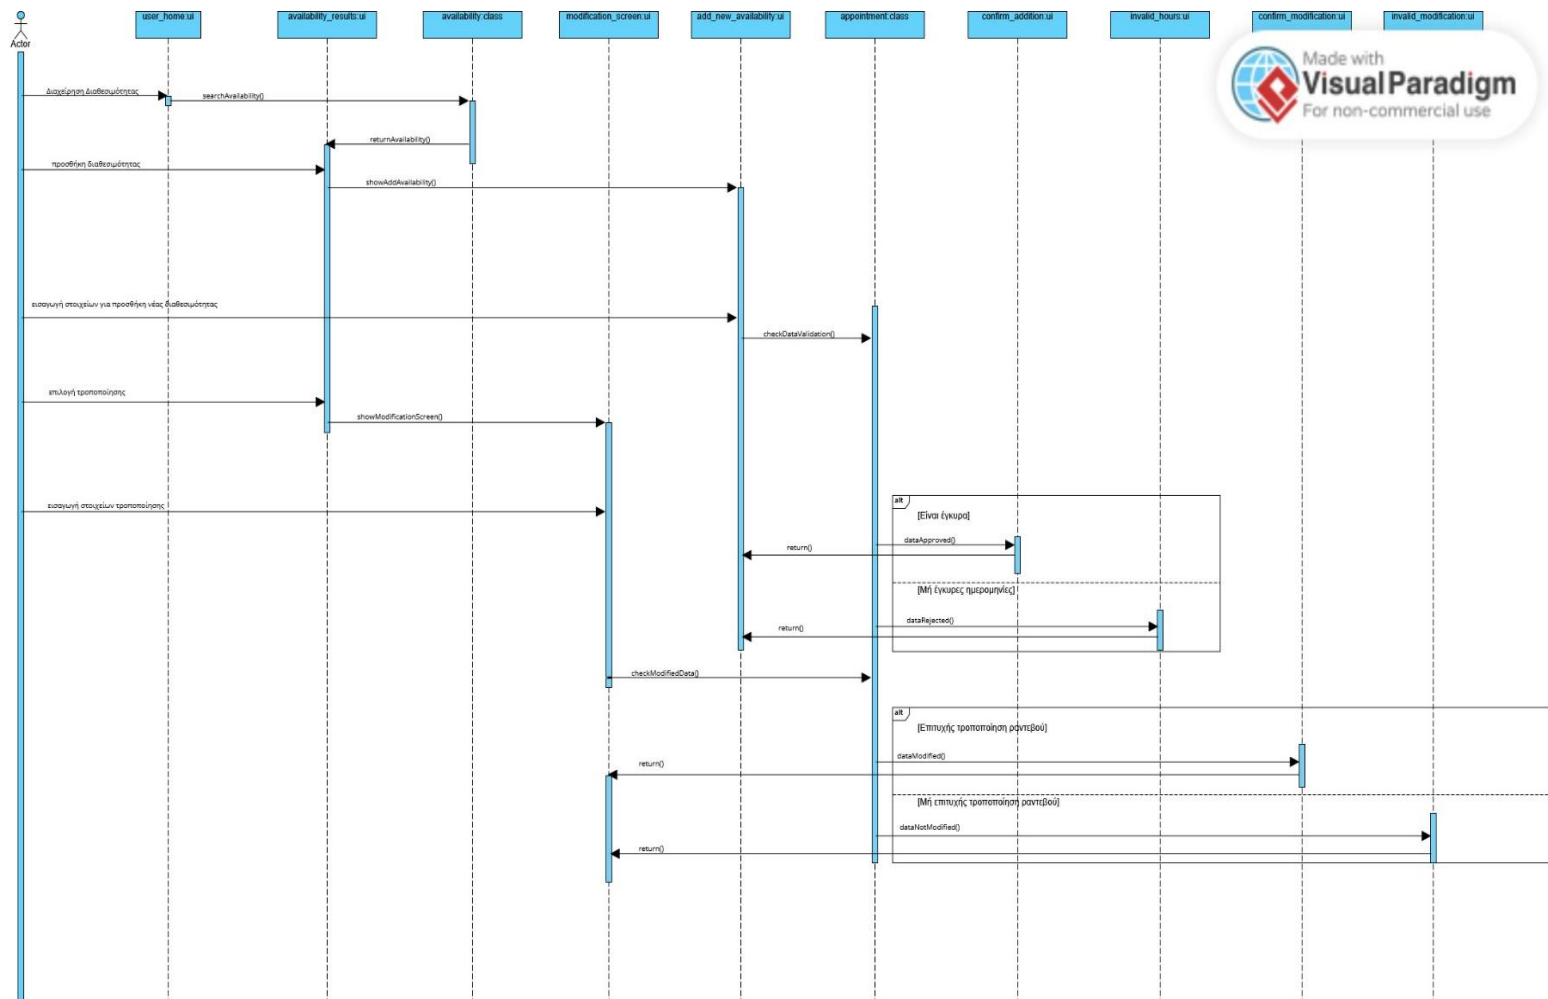 user_home:ui
availability_results:ui
availability:class
modification_screen:ui
add_new_availability:ui
appointment:class
confirm_addition:ui
invalid_hours:ui
confirm_modification:ui
invalid_modification:ui
Actor
Made with
Visual Paradigm
For non-commercial use
Διαχείρηση Διαθεσιμότητας
searchAvailability()
returnAvailability()
προσθήκη διαθεσιμότητας
showAddAvailability()
εισαγωγή στοιχείων για προσθήκη νέας διαθεσιμότητας
checkDataValidation()
επιλογή τροποποίησης
showModificationScreen()
εισαγωγή στοιχείων τροποποίησης
alt
[Είναι έγκυρα]
dataApproved()
return()
[Μή έγκυρες ημερομηνίες]
dataRejected()
return()
checkModifiedData()
alt
[Επιτυχής τροποποίηση ραντεβού]
dataModified()
return()
[Μή επιτυχής τροποποίηση ραντεβού]
dataNotModified()
return()